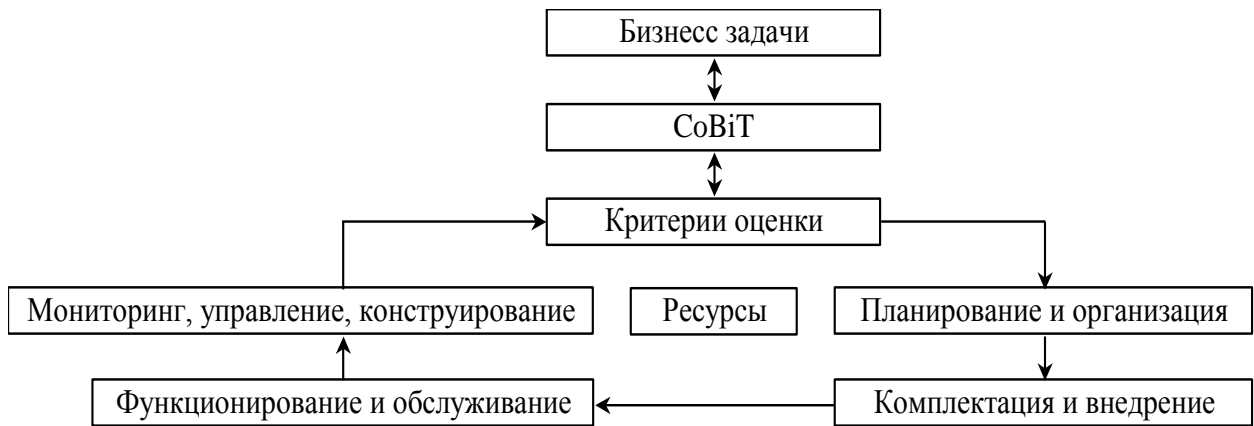 Бизнесс задачи
CoBiT
Критерии оценки
Мониторинг, управление, конструирование
Ресурсы
Планирование и организация
Функционирование и обслуживание
Комплектация и внедрение